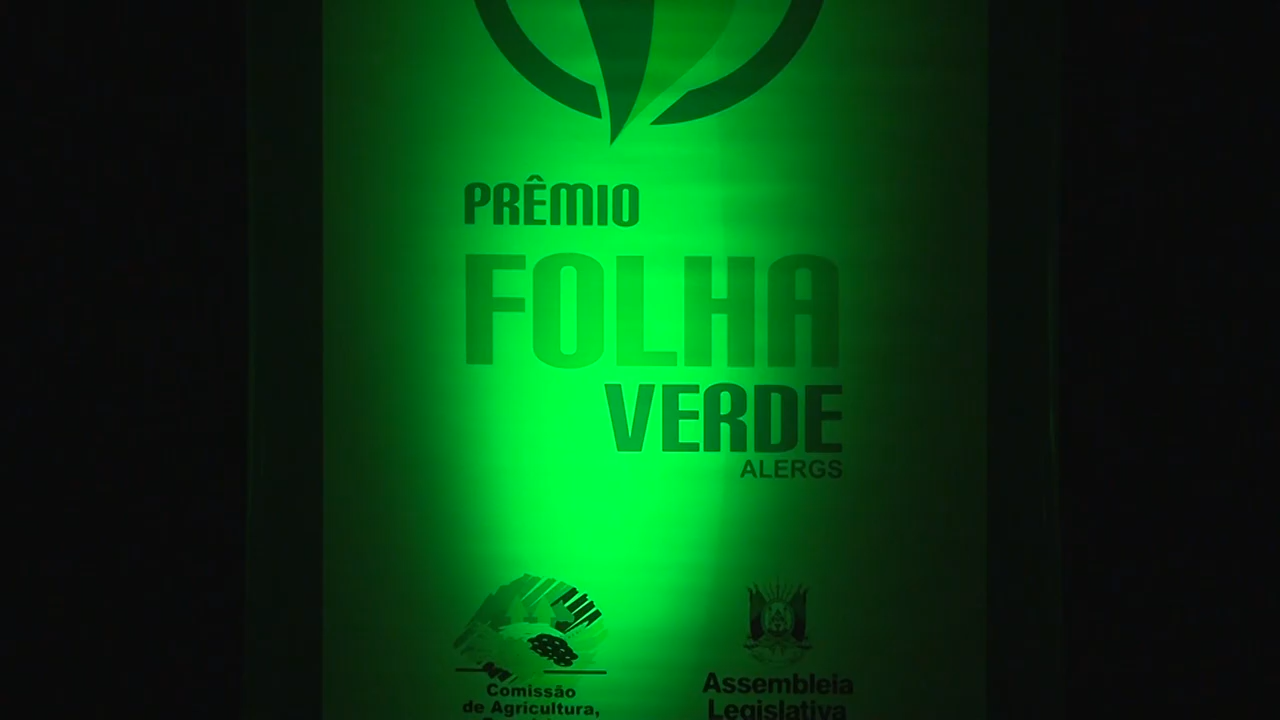 PRÊMIO
FOLHA
VERDE
ALERGS
Comissão
de Agricultura,
Assembleia
Legislativa